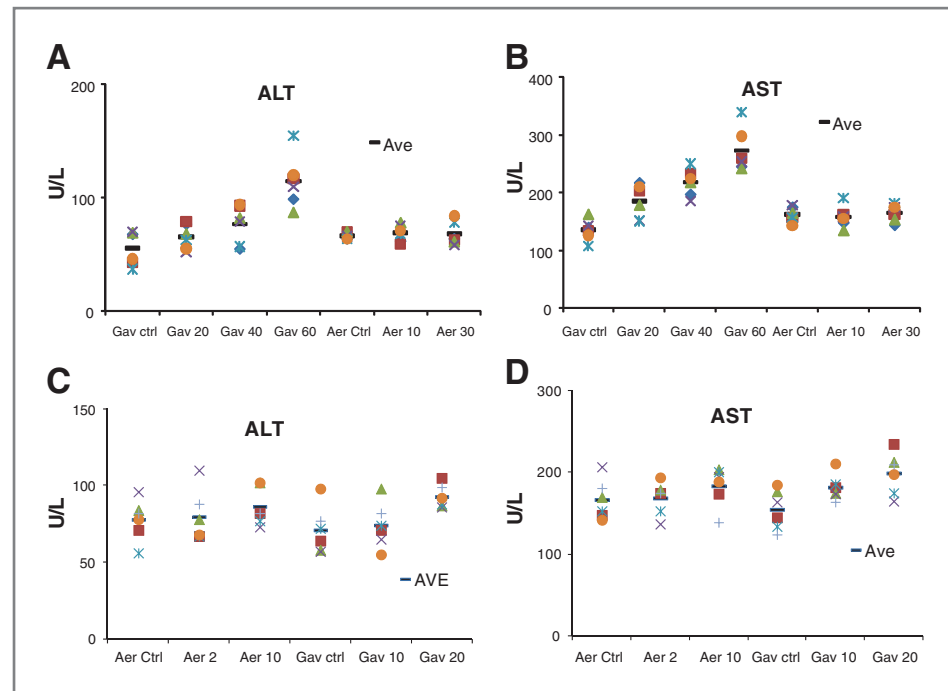 A
ALT
U/L
200
100
0
Ave
Gav ctrl Gav 20 Gav 40 Gav 60 Aer Ctrl Aer 10 Aer 30
B
AST
U/L
400
300
200
100
0
Ave
Gav ctrl Gav 20 Gav 40 Gav 60 Aer Ctrl Aer 10 Aer 30
C
ALT
U/L
150
100
50
0
AVE
Aer Ctrl Aer 2 Aer 10 Gav ctrl Gav 10 Gav 20
D
AST
U/L
300
200
100
0
Ave
Aer Ctrl Aer 2 Aer 10 Gav ctrl Gav 10 Gav 20